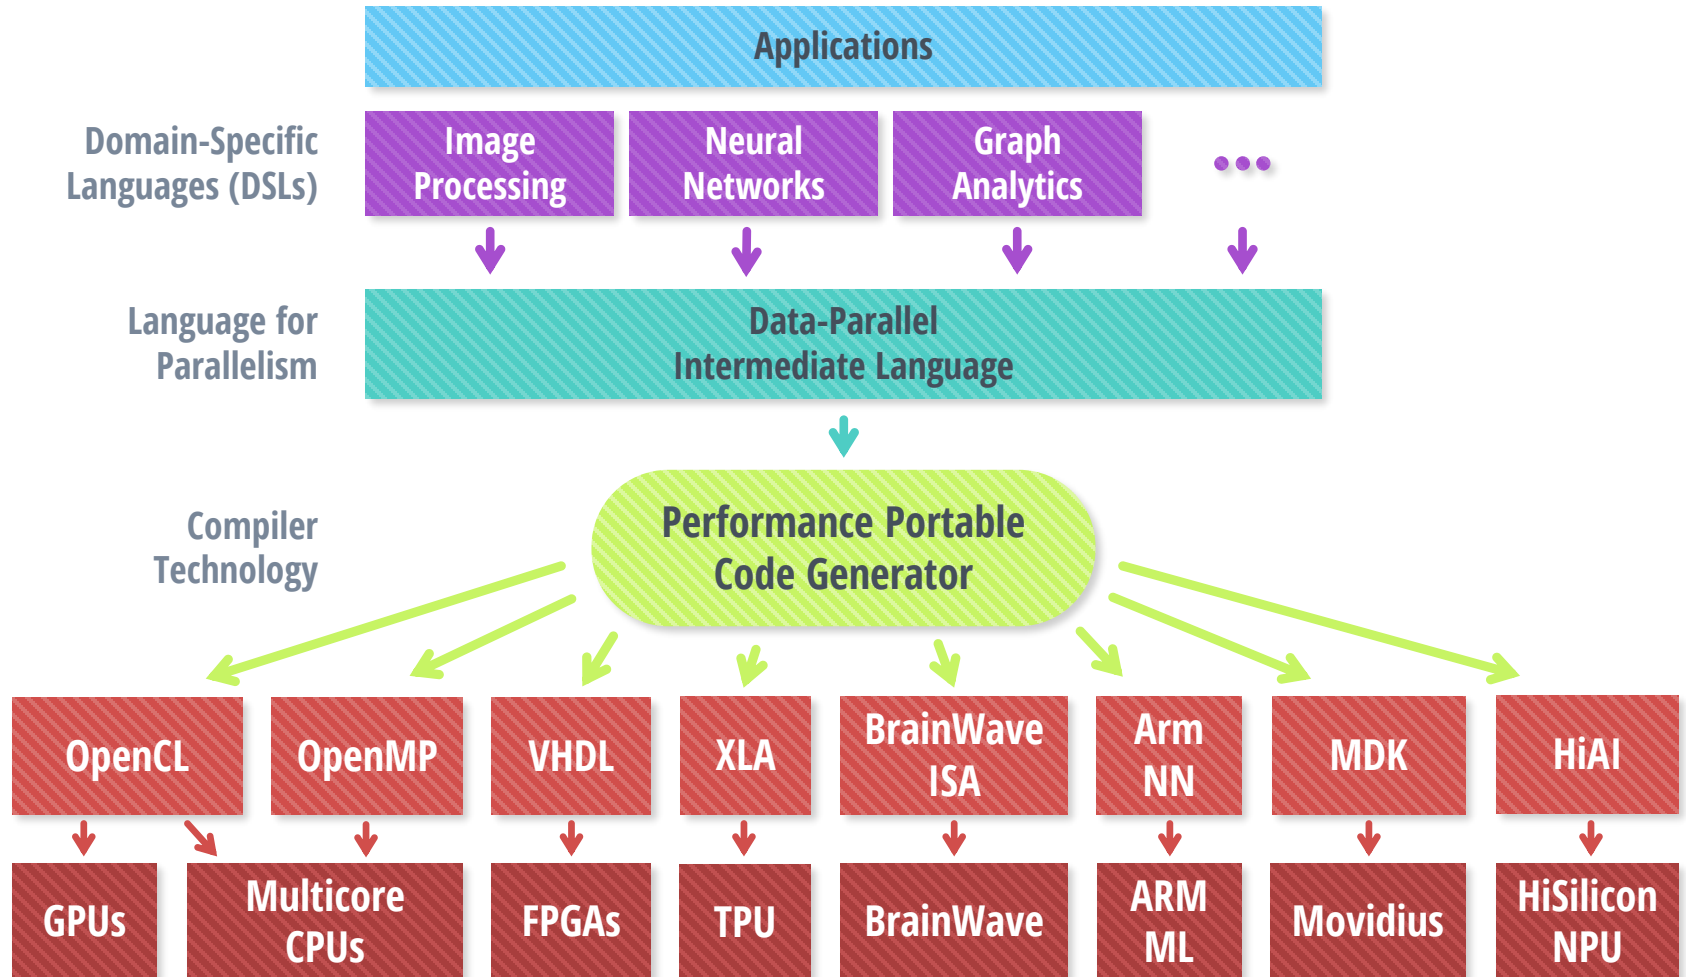 Applications
Domain-Specific
Languages (DSLs)
Image
Processing
Neural
Networks
Graph
Analytics
Language for
Parallelism
Data-Parallel
Intermediate Language
Compiler
Technology
Performance Portable
Code Generator
OpenCL
OpenMP
VHDL
XLA
BrainWave
ISA
Arm
NN
MDK
HiAI
GPUs
Multicore
CPUs
FPGAs
TPU
BrainWave
ARM
ML
Movidius
HiSilicon
NPU